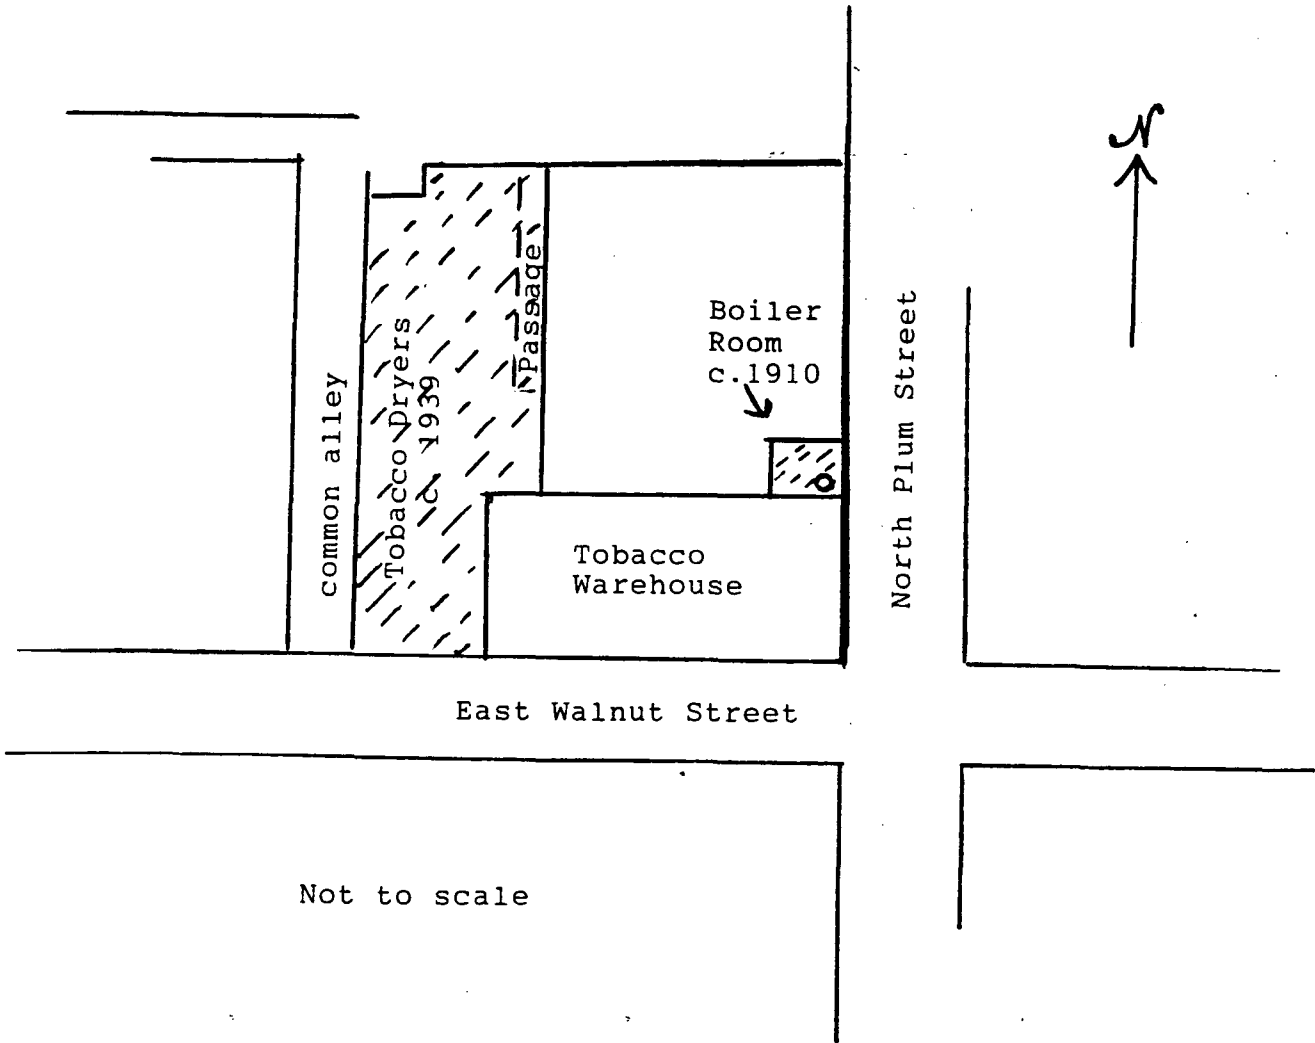 N
Passage
Boiler
Room
c.1910
Tobacco Dryers
c. 1939
common alley
North Plum Street
Tobacco
Warehouse
East Walnut Street
Not to scale